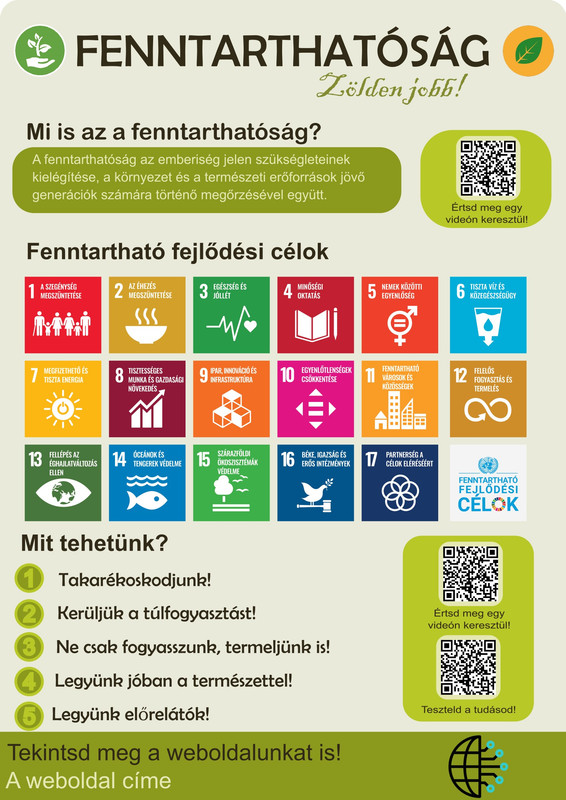 FENNTARTHATÓSÁG
Zölden jobb!
Mi is az a fenntarthatóság?
A fenntarthatóság az emberiség jelen szükségleteinek
kielégítése, a környezet és a természeti erőforrások jövő
generációk számára történő megőrzésével együtt.
Értsd meg egy
videón keresztül!
Fenntartható fejlődési célok
1 A SZEGÉNYSÉG
MEGSZÜNTETÉSE
2 AZ ÉHEZÉS
MEGSZÜNTETÉSE
3 EGÉSZSÉG ÉS
JÓLLÉT
4 MINŐSÉGI
OKTATÁS
5 NEMEK KÖZÖTTI
EGYENLŐSÉG
6 TISZTA VÍZ ÉS
KÖZEGÉSZSÉGÜGY
7 MEGFIZETHETŐ ÉS
TISZTA ENERGIA
8 TISZTESSÉGES
MUNKA ÉS GAZDASÁGI
NÖVEKEDÉS
9 IPAR, INNOVÁCIÓ ÉS
INFRASTRUKTÚRA
10 EGYENLŐTLENSÉGEK
CSÖKKENTÉSE
11 FENNTARTHATÓ
VÁROSOK ÉS
KÖZÖSSÉGEK
12 FELELŐS
FOGYASZTÁS ÉS
TERMELÉS
13 FELLÉPÉS AZ
ÉGHAJLATVÁLTOZÁS
ELLEN
14 ÓCEÁNOK ÉS
TENGEREK VÉDELME
15 SZÁRAZFÖLDI
ÖKOSZISZTÉMÁK
VÉDELME
16 BÉKE, IGAZSÁG ÉS
ERŐS INTÉZMÉNYEK
17 PARTNERSÉG A
CÉLOK ELÉRÉSÉÉRT
FENNTARTHATÓ
FEJLŐDÉSI
CÉLOK
Mit tehetünk?
1 Takarékoskodjunk!
2 Kerüljük a túlfogyasztást!
3 Ne csak fogyasszunk, termeljünk is!
4 Legyünk jóban a természettel!
5 Legyünk előrelátók!
Értsd meg egy
videón keresztül!
Teszteld a tudásod!
Tekintsd meg a weboldalunkat is!
A weboldal címe